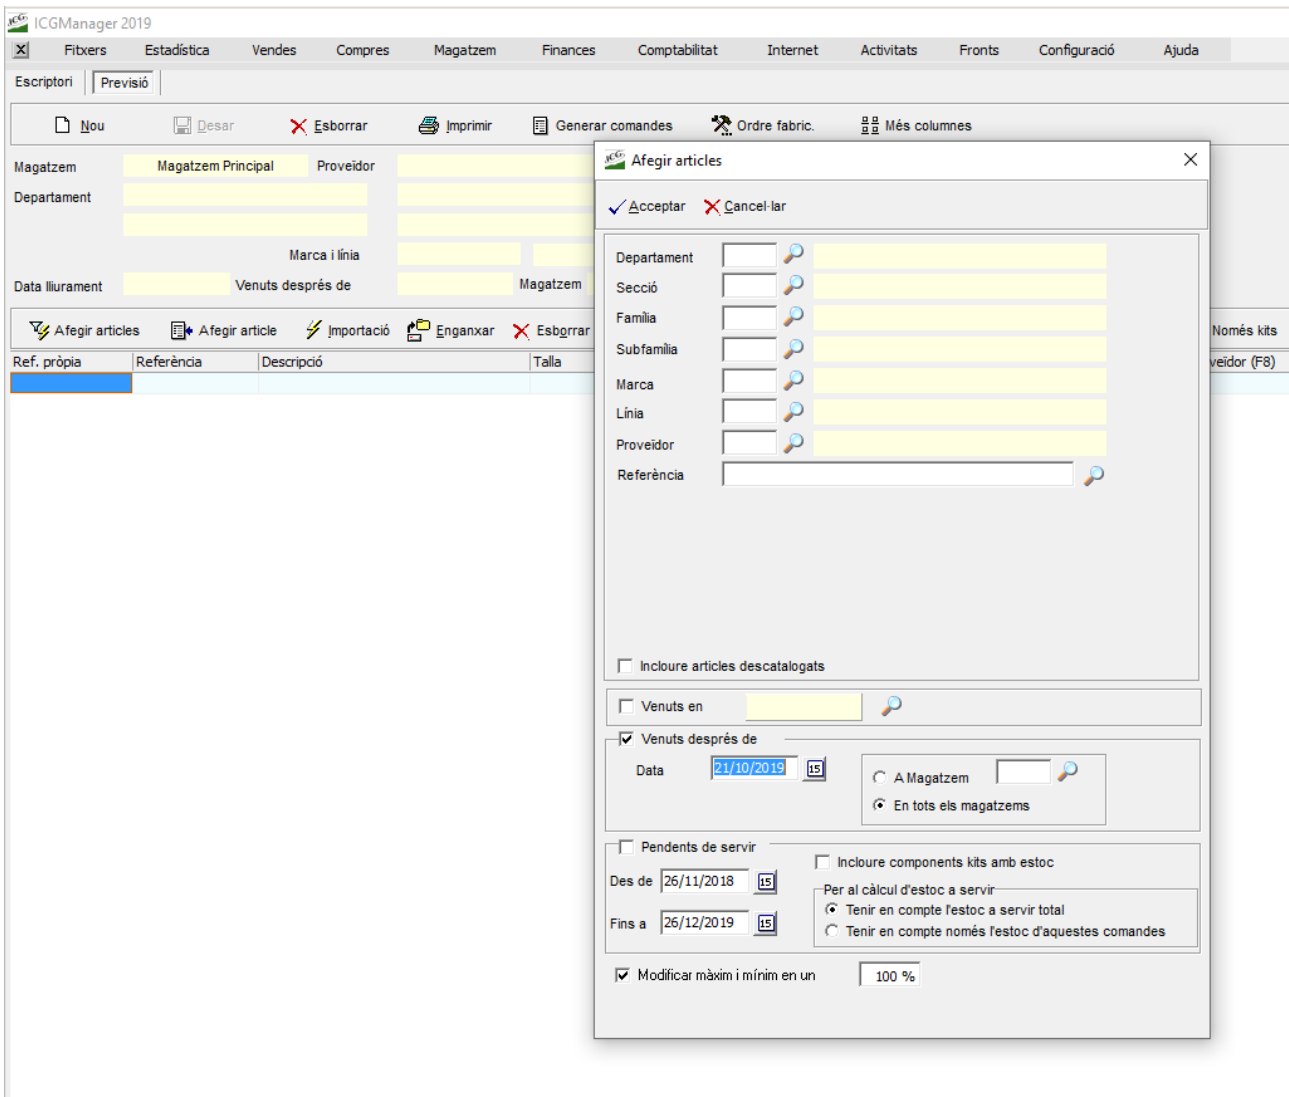 ICG ICGManager 2019
X Fitxers Estadística Vendes Compres Magatzem Finances Comptabilitat Internet Activitats Fronts Configuració Ajuda
Escriptori Previsió
Nou Desar Esborrar Imprimir Generar comandes Ordre fabric. Més columnes
Magatzem Magatzem Principal Proveïdor
Departament
Marca i línia
Data lliurament Venuts després de Magatzem
Afegir articles Afegir article Importació Enganxar Esborrar Només kits
Ref. pròpia Referència Descripció Talla veïdor (F8)
ICG Afegir articles
Acceptar Cancel·lar
Departament
Secció
Família
Subfamília
Marca
Línia
Proveïdor
Referència
Incloure articles descatalogats
Venuts en
Venuts després de
Data 21/10/2019 15
A Magatzem
En tots els magatzems
Pendents de servir
Incloure components kits amb estoc
Des de 26/11/2018 15
Per al càlcul d'estoc a servir
Tenir en compte l'estoc a servir total
Fins a 26/12/2019 15
Tenir en compte només l'estoc d'aquestes comandes
Modificar màxim i mínim en un 100 %